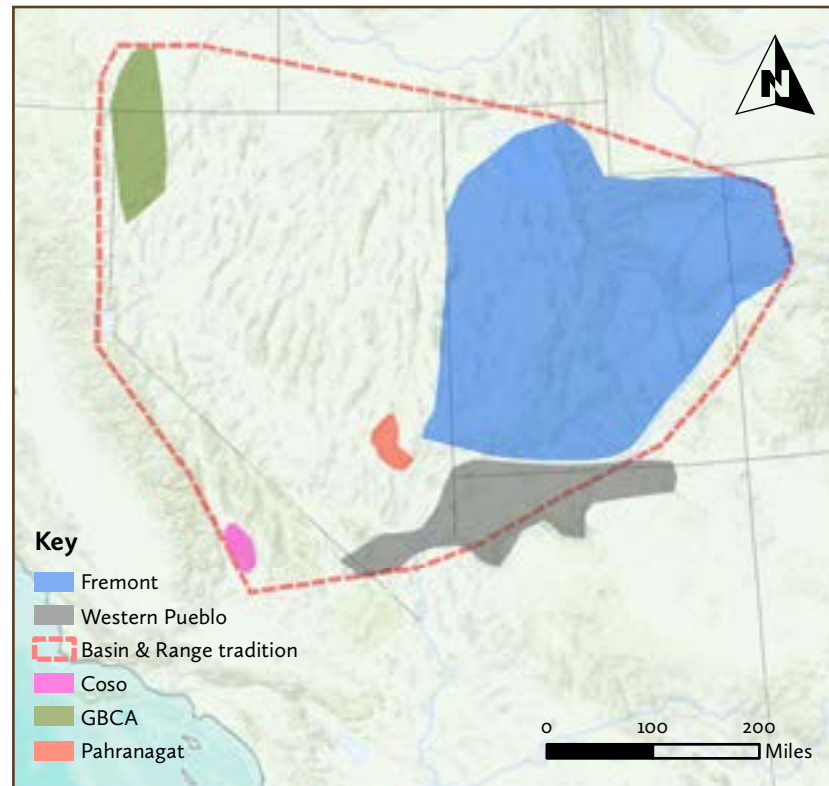 N
Key
Fremont
Western Pueblo
Basin & Range tradition
Coso
GBCA
Pahranagat
0 100 200
Miles